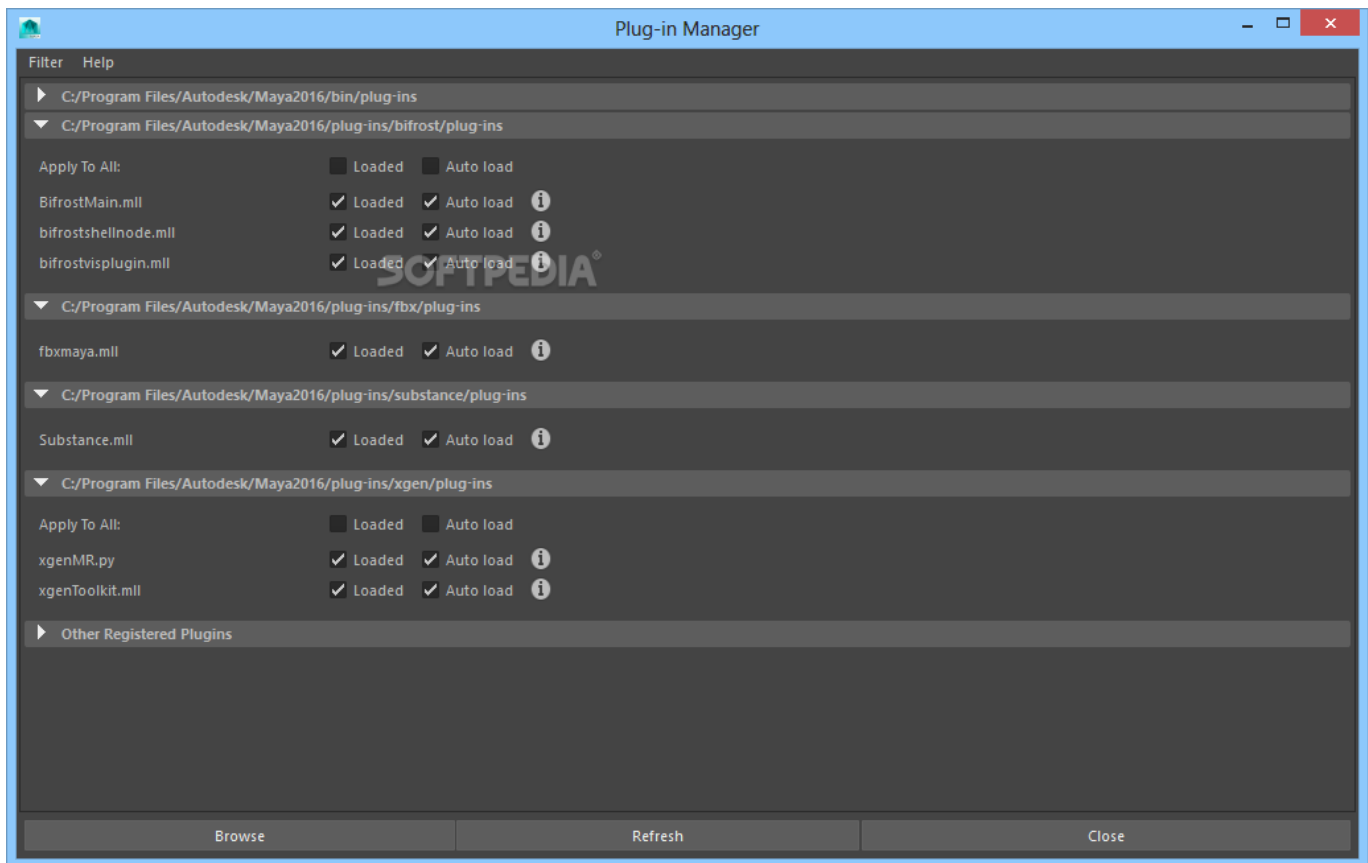 Plug-in Manager
Filter Help
C:/Program Files/Autodesk/Maya2016/bin/plug-ins
C:/Program Files/Autodesk/Maya2016/plug-ins/bifrost/plug-ins
Apply To All: Loaded Auto load
BifrostMain.mll Loaded Auto load
bifrostshellnode.mll Loaded Auto load
bifrostvisplugin.mll Loaded Auto load
SOFTPEDIA®
C:/Program Files/Autodesk/Maya2016/plug-ins/fbx/plug-ins
fbxmaya.mll Loaded Auto load
C:/Program Files/Autodesk/Maya2016/plug-ins/substance/plug-ins
Substance.mll Loaded Auto load
C:/Program Files/Autodesk/Maya2016/plug-ins/xgen/plug-ins
Apply To All: Loaded Auto load
xgenMR.py Loaded Auto load
xgenToolkit.mll Loaded Auto load
Other Registered Plugins
Browse Refresh Close